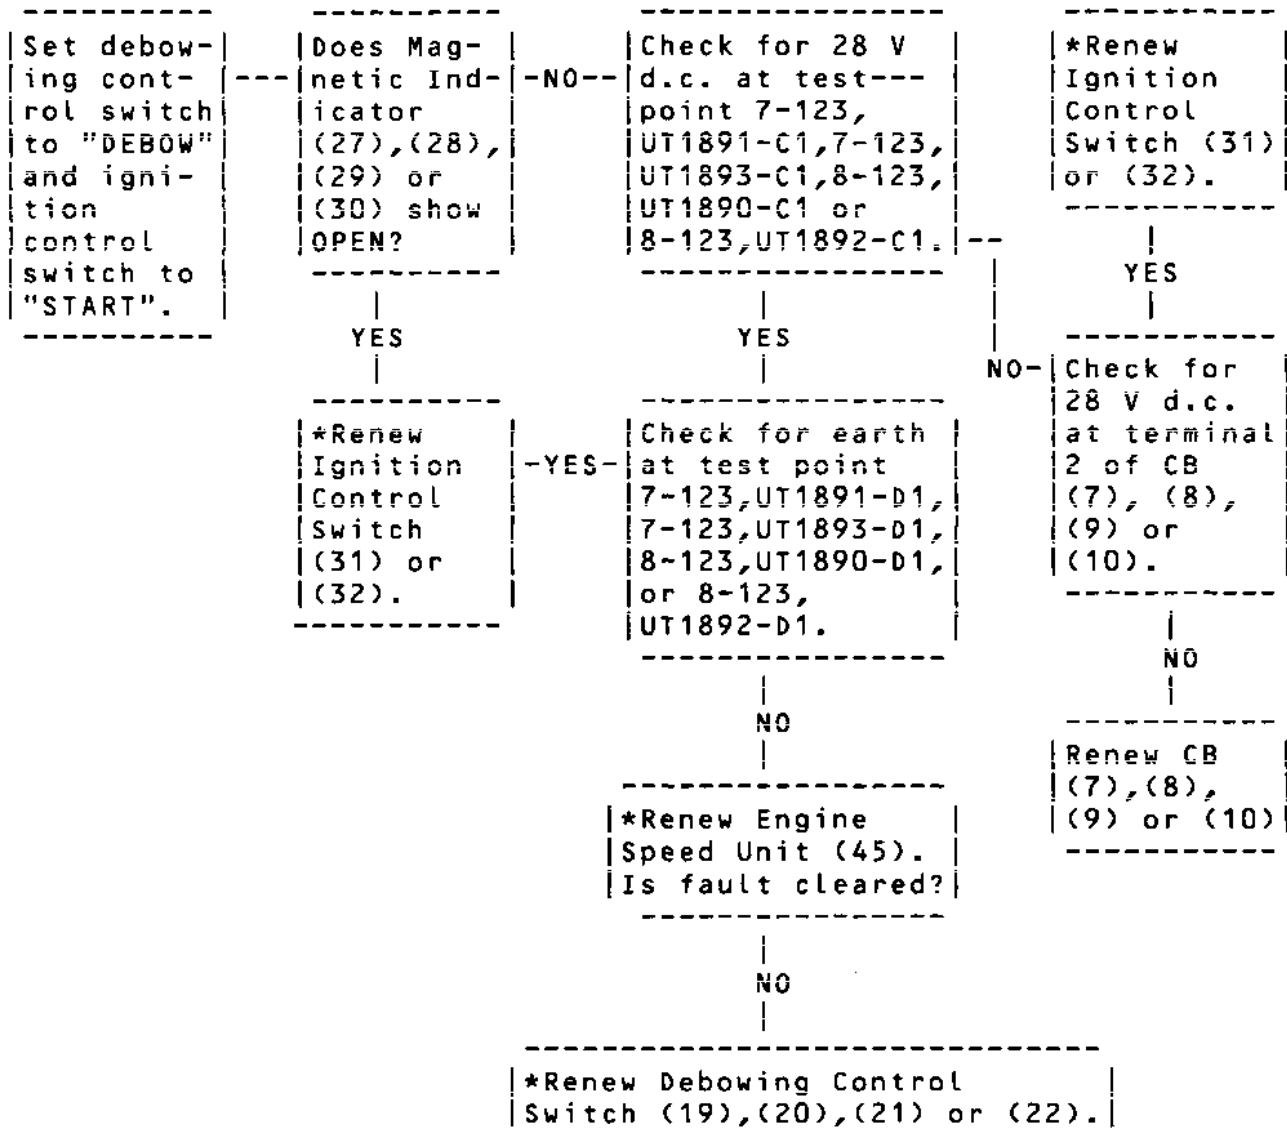 Set debow-
ing cont-
rol switch
to "DEBOW"
and igni-
tion
control
switch to
"START".
Does Mag-
netic Ind-
icator
(27),(28),
(29) or
(30) show
OPEN?
NO
Check for 28 V
d.c. at test---
point 7-123,
UT1891-C1,7-123,
UT1893-C1,8-123,
UT1890-C1 or
8-123,UT1892-C1.
*Renew
Ignition
Control
Switch (31)
or (32).
YES
YES
YES
NO
Check for
28 V d.c.
at terminal
2 of CB
(7), (8),
(9) or
(10).
*Renew
Ignition
Control
Switch
(31) or
(32).
YES
Check for earth
at test point
7-123,UT1891-D1,
7-123,UT1893-D1,
8-123,UT1890-D1,
or 8-123,
UT1892-D1.
NO
Renew CB
(7),(8),
(9) or (10)
NO
*Renew Engine
Speed Unit (45).
Is fault cleared?
NO
*Renew Debowing Control
Switch (19),(20),(21) or (22).